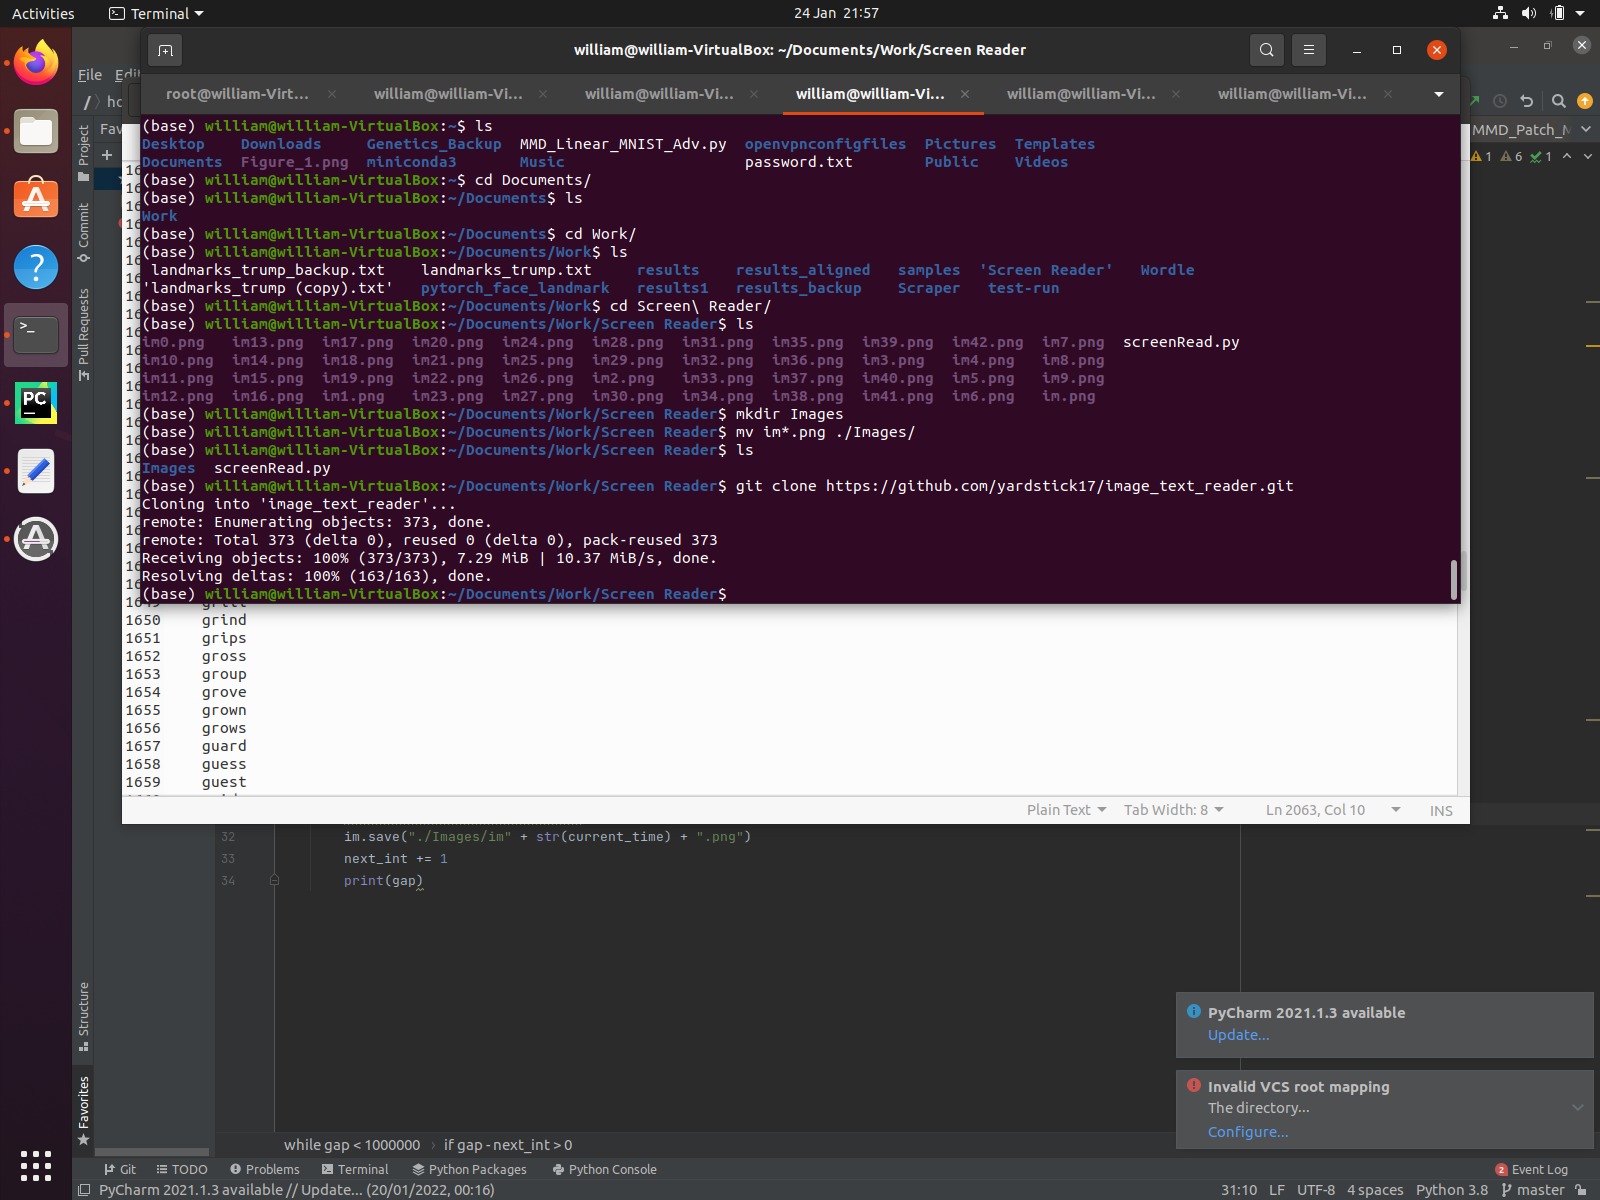 Activities Terminal 24 Jan 21:57
william@william-VirtualBox: ~/Documents/Work/Screen Reader
root@william-Virt... william@william-Vi... william@william-Vi... william@william-Vi... william@william-Vi... william@william-Vi...
(base) william@william-VirtualBox:~$ ls
Desktop Downloads Genetics_Backup MMD_Linear_MNIST_Adv.py openvpnconfigfiles Pictures Templates
Documents Figure_1.png miniconda3 Music password.txt Public Videos
(base) william@william-VirtualBox:~$ cd Documents/
(base) william@william-VirtualBox:~/Documents$ ls
Work
(base) william@william-VirtualBox:~/Documents$ cd Work/
(base) william@william-VirtualBox:~/Documents/Work$ ls
landmarks_trump_backup.txt landmarks_trump.txt results results_aligned samples 'Screen Reader' Wordle
'landmarks_trump (copy).txt' pytorch_face_landmark results1 results_backup Scraper test-run
(base) william@william-VirtualBox:~/Documents/Work$ cd Screen\ Reader/
(base) william@william-VirtualBox:~/Documents/Work/Screen Reader$ ls
im0.png im13.png im17.png im20.png im24.png im28.png im31.png im35.png im39.png im42.png im7.png screenRead.py
im10.png im14.png im18.png im21.png im25.png im29.png im32.png im36.png im3.png im4.png im8.png
im11.png im15.png im19.png im22.png im26.png im2.png im33.png im37.png im40.png im5.png im9.png
im12.png im16.png im1.png im23.png im27.png im30.png im34.png im38.png im41.png im6.png im.png
(base) william@william-VirtualBox:~/Documents/Work/Screen Reader$ mkdir Images
(base) william@william-VirtualBox:~/Documents/Work/Screen Reader$ mv im*.png ./Images/
(base) william@william-VirtualBox:~/Documents/Work/Screen Reader$ ls
Images screenRead.py
(base) william@william-VirtualBox:~/Documents/Work/Screen Reader$ git clone https://github.com/yardstick17/image_text_reader.git
Cloning into 'image_text_reader'...
remote: Enumerating objects: 373, done.
remote: Total 373 (delta 0), reused 0 (delta 0), pack-reused 373
Receiving objects: 100% (373/373), 7.29 MiB | 10.37 MiB/s, done.
Resolving deltas: 100% (163/163), done.
(base) william@william-VirtualBox:~/Documents/Work/Screen Reader$
1650 grind
1651 grips
1652 gross
1653 group
1654 grove
1655 grown
1656 grows
1657 guard
1658 guess
1659 guest
Plain Text Tab Width: 8 Ln 2063, Col 10 INS
File
MMD_Patch_M
1 6 1
Project
Commit
Pull Requests
Structure
Favorites
32 im.save("./Images/im" + str(current_time) + ".png")
33 next_int += 1
34 print(gap)
PyCharm 2021.1.3 available
Update...
Invalid VCS root mapping
The directory...
Configure...
while gap < 1000000 › if gap - next_int > 0
Git TODO Problems Terminal Python Packages Python Console 2 Event Log
PyCharm 2021.1.3 available // Update... (20/01/2022, 00:16) 31:10 LF UTF-8 4 spaces Python 3.8 master